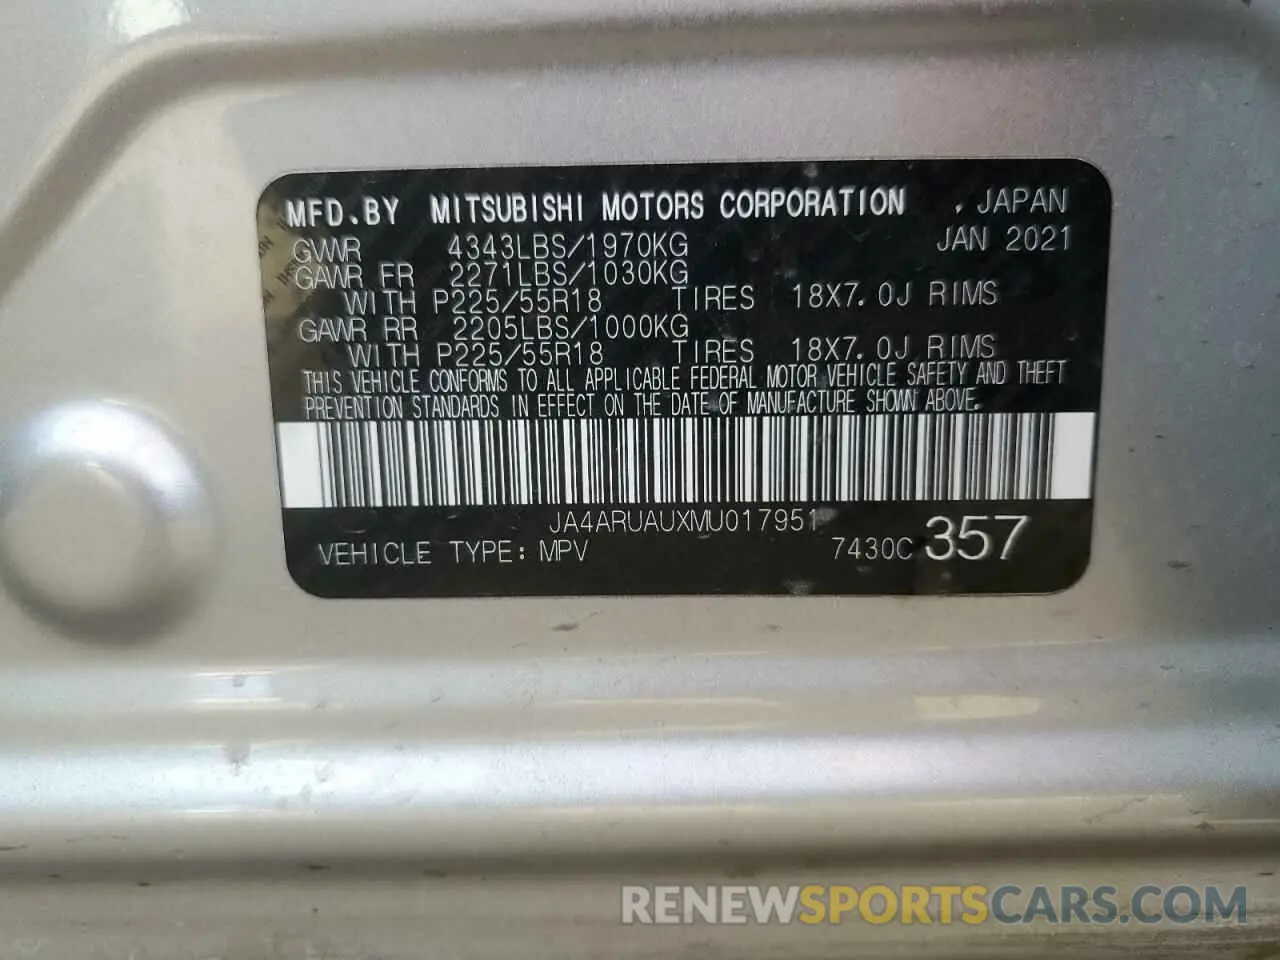 MFD.BY MITSUBISHI MOTORS CORPORATION . JAPAN
GVWR 4343LBS/1970KG JAN 2021
GAWR FR 2271LBS/1030KG
WITH P225/55R18 TIRES 18X7.0J RIMS
GAWR RR 2205LBS/1000KG
WITH P225/55R18 TIRES 18X7.0J RIMS
THIS VEHICLE CONFORMS TO ALL APPLICABLE FEDERAL MOTOR VEHICLE SAFETY AND THEFT
PREVENTION STANDARDS IN EFFECT ON THE DATE OF MANUFACTURE SHOWN ABOVE.
JA4ARUAUXMU017951
VEHICLE TYPE: MPV 7430C 357
RENEWSPORTSCARS.COM